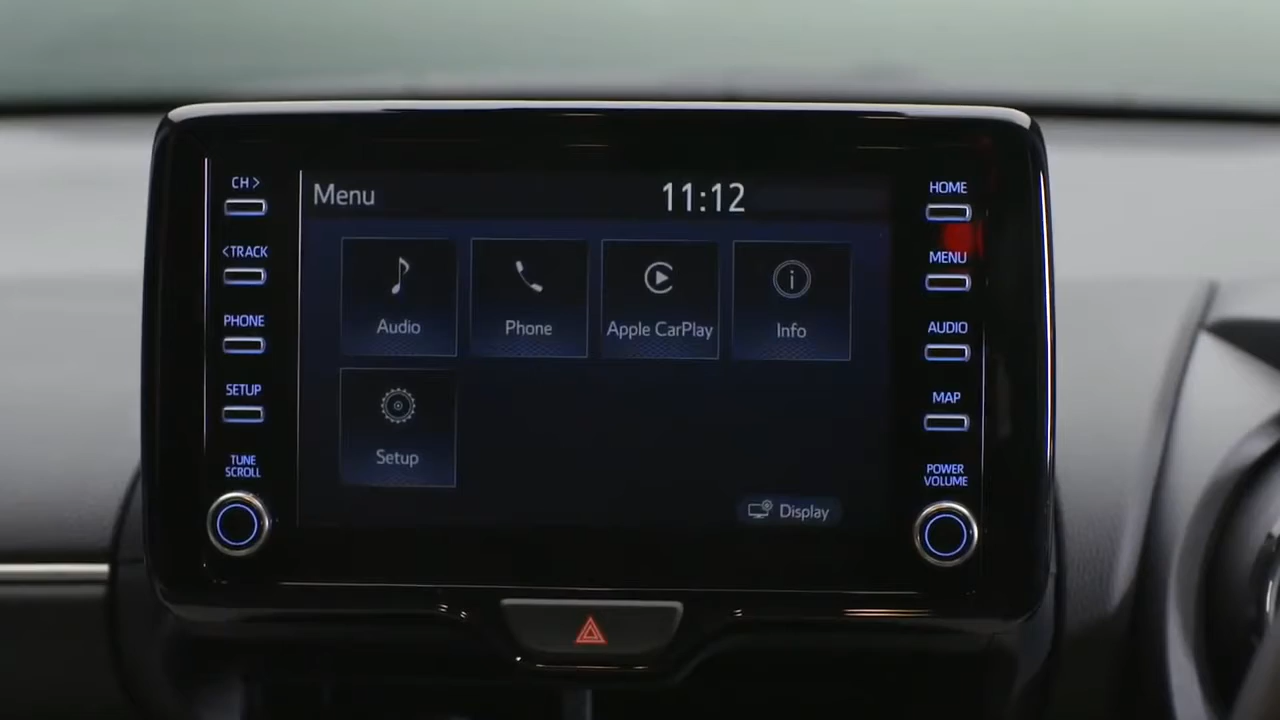 CH >
< TRACK
PHONE
SETUP
TUNE
SCROLL
Menu
11:12
Audio
Phone
Apple CarPlay
Info
Setup
Display
HOME
MENU
AUDIO
MAP
POWER
VOLUME